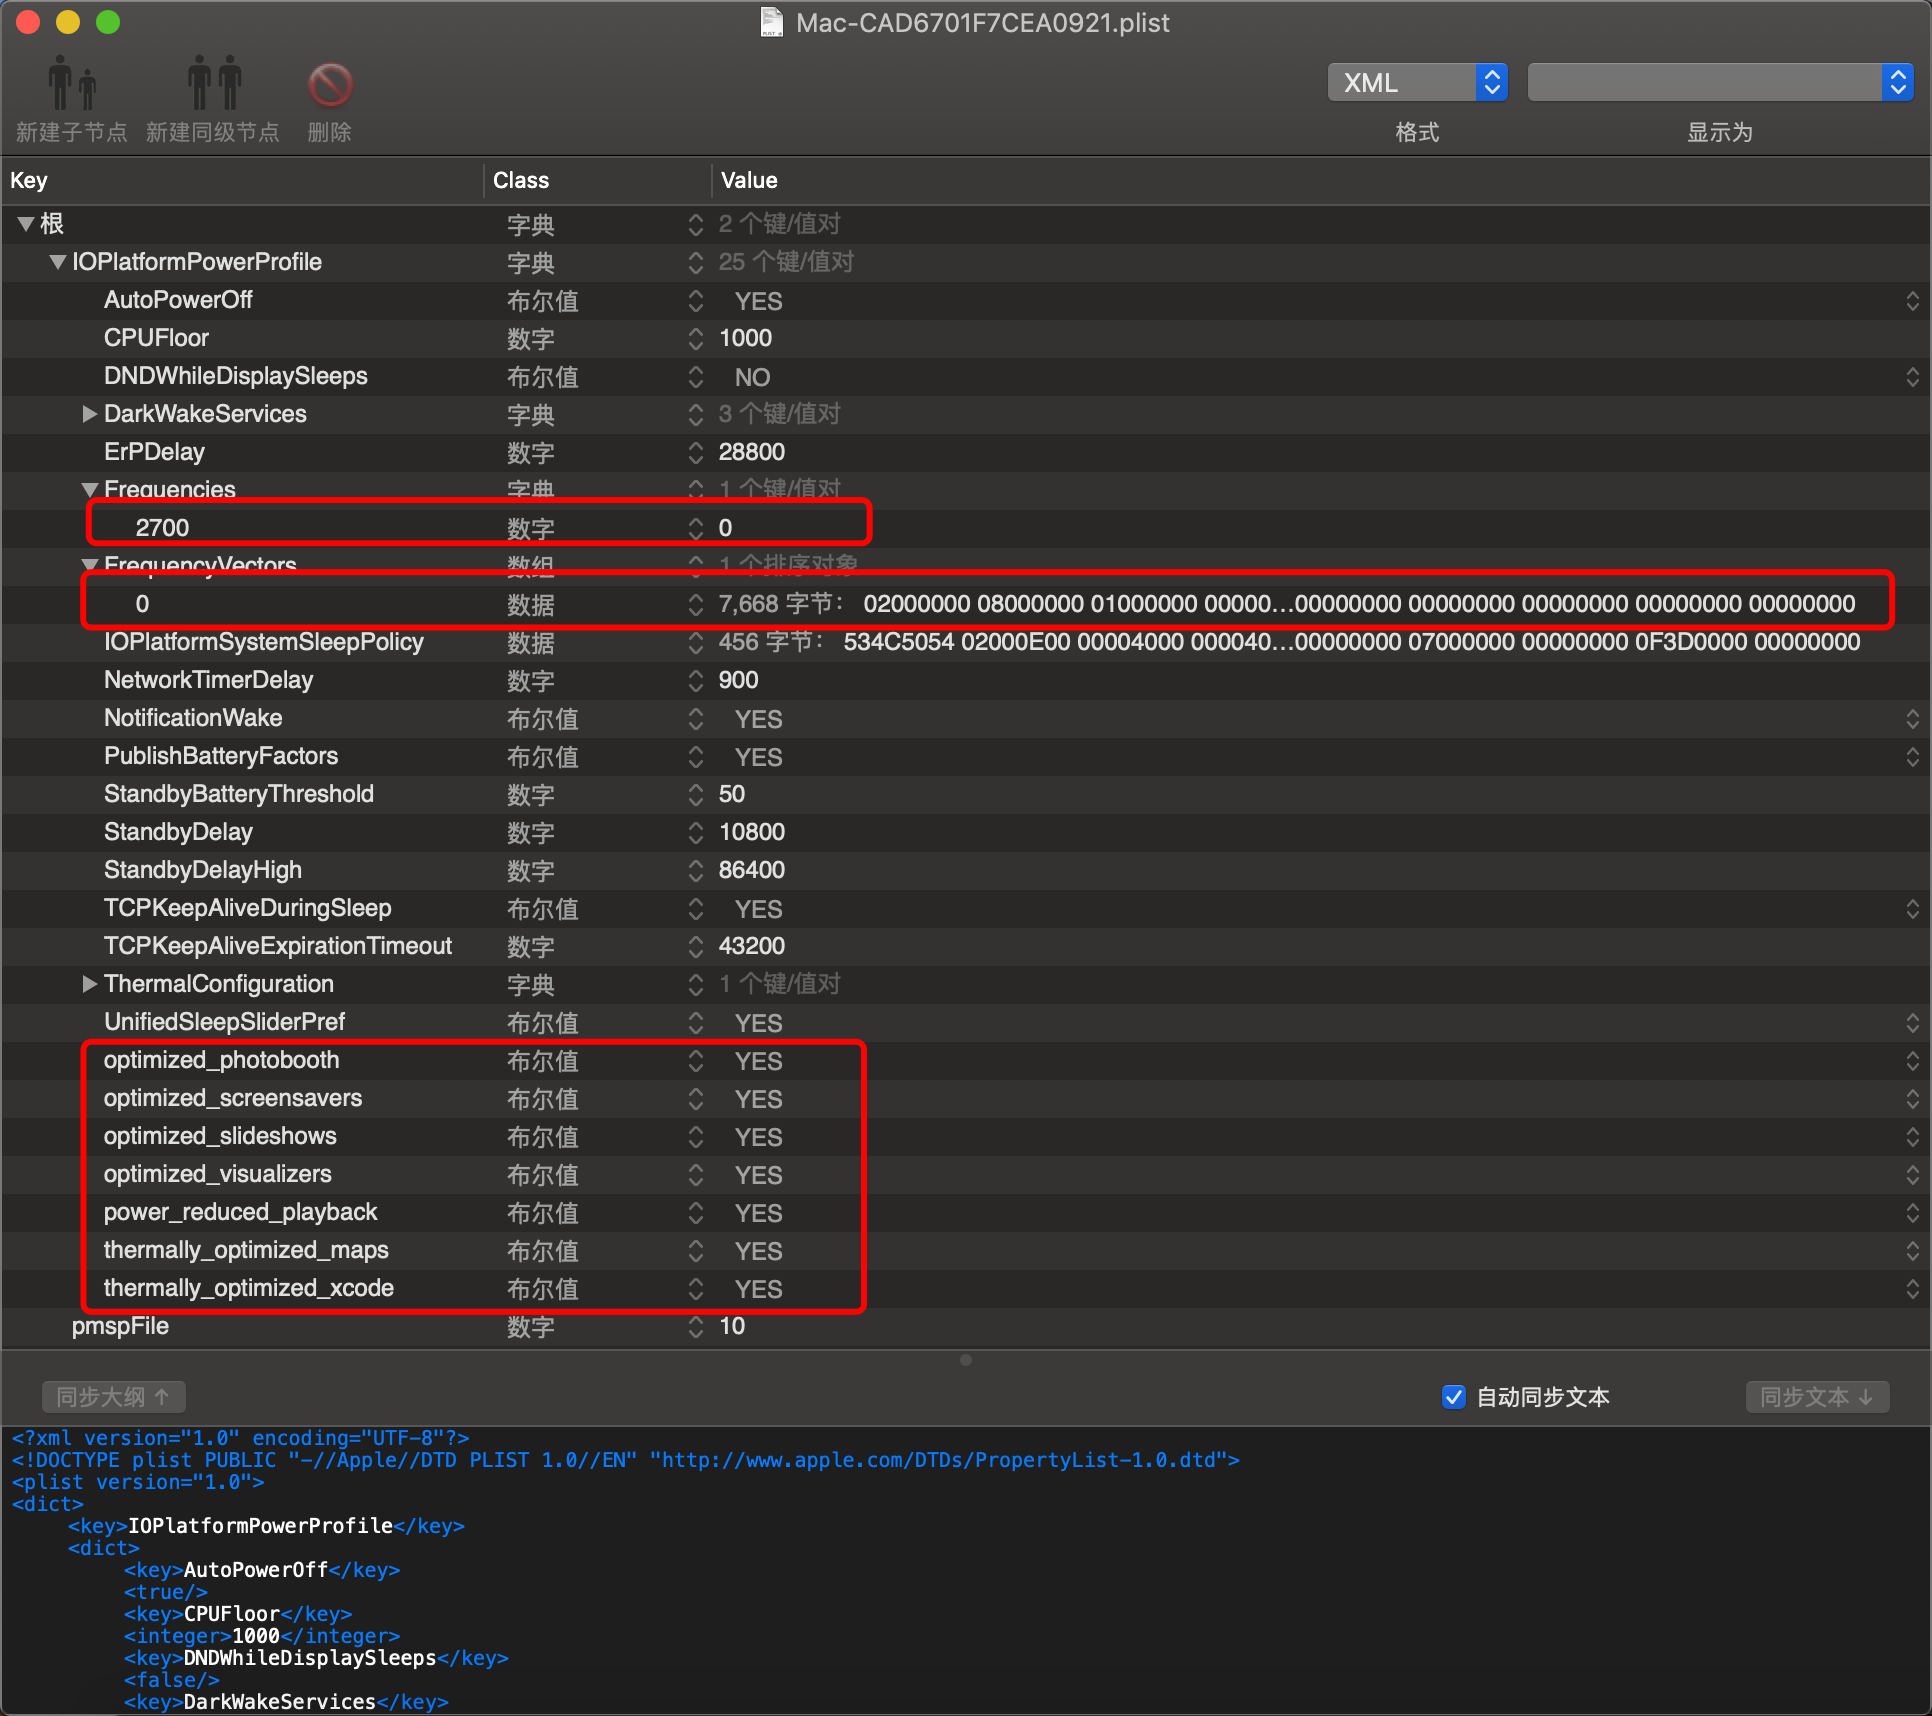 Mac-CAD6701F7CEA0921.plist
新建子节点 新建同级节点 删除 XML 格式 显示为
Key Class Value
根 字典 2 个键/值对
IOPlatformPowerProfile 字典 25 个键/值对
AutoPowerOff 布尔值 YES
CPUFloor 数字 1000
DNDWhileDisplaySleeps 布尔值 NO
DarkWakeServices 字典 3 个键/值对
ErPDelay 数字 28800
Frequencies 字典 1 个键/值对
2700 数字 0
FrequencyVectors 数组 1 个排序对象
0 数据 7,668 字节： 02000000 08000000 01000000 00000...00000000 00000000 00000000 00000000 00000000
IOPlatformSystemSleepPolicy 数据 456 字节： 534C5054 02000E00 00004000 000040...00000000 07000000 00000000 0F3D0000 00000000
NetworkTimerDelay 数字 900
NotificationWake 布尔值 YES
PublishBatteryFactors 布尔值 YES
StandbyBatteryThreshold 数字 50
StandbyDelay 数字 10800
StandbyDelayHigh 数字 86400
TCPKeepAliveDuringSleep 布尔值 YES
TCPKeepAliveExpirationTimeout 数字 43200
ThermalConfiguration 字典 1 个键/值对
UnifiedSleepSliderPref 布尔值 YES
optimized_photobooth 布尔值 YES
optimized_screensavers 布尔值 YES
optimized_slideshows 布尔值 YES
optimized_visualizers 布尔值 YES
power_reduced_playback 布尔值 YES
thermally_optimized_maps 布尔值 YES
thermally_optimized_xcode 布尔值 YES
pmspFile 数字 10
同步大纲 ↑ 自动同步文本 同步文本 ↓
<?xml version="1.0" encoding="UTF-8"?>
<!DOCTYPE plist PUBLIC "-//Apple//DTD PLIST 1.0//EN" "http://www.apple.com/DTDs/PropertyList-1.0.dtd">
<plist version="1.0">
<dict>
<key>IOPlatformPowerProfile</key>
<dict>
<key>AutoPowerOff</key>
<true/>
<key>CPUFloor</key>
<integer>1000</integer>
<key>DNDWhileDisplaySleeps</key>
<false/>
<key>DarkWakeServices</key>